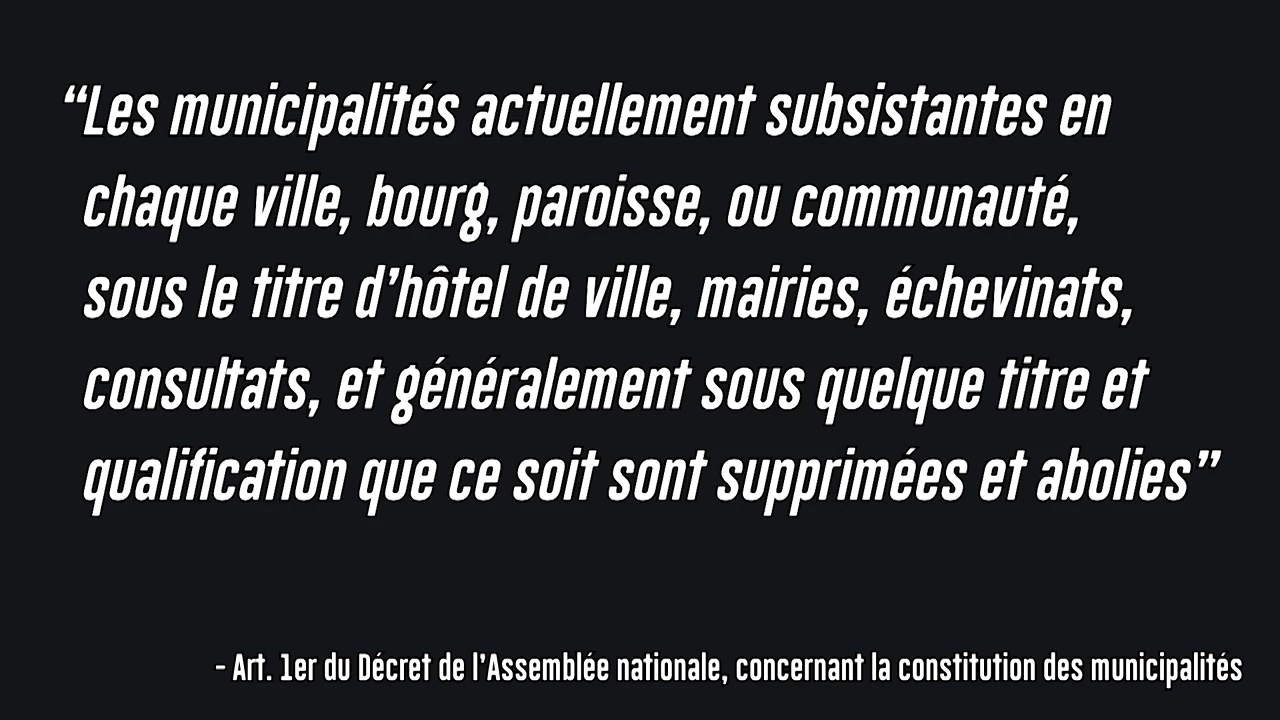 “Les municipalités actuellement subsistantes en
chaque ville, bourg, paroisse, ou communauté,
sous le titre d’hôtel de ville, mairies, échevinats,
consultats, et généralement sous quelque titre et
qualification que ce soit sont supprimées et abolies”
- Art. 1er du Décret de l’Assemblée nationale, concernant la constitution des municipalités